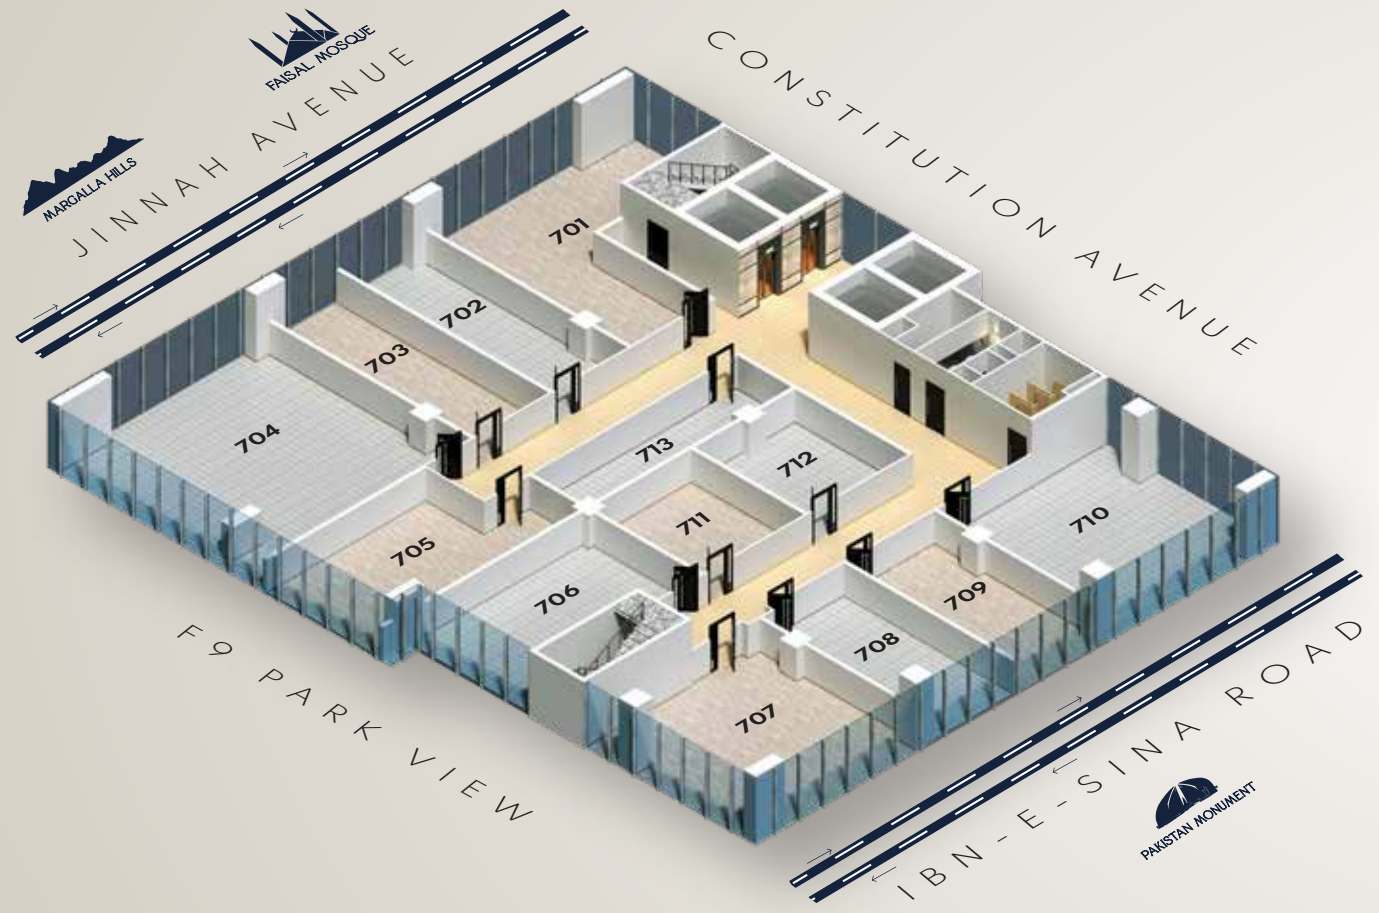 FAISAL MOSQUE
MARGALLA HILLS
JINNAH AVENUE
CONSTITUTION AVENUE
701
702
703
704
713
712
711
710
705
706
709
708
707
F9 PARK VIEW
IBN-E-SINA ROAD
PAKISTAN MONUMENT